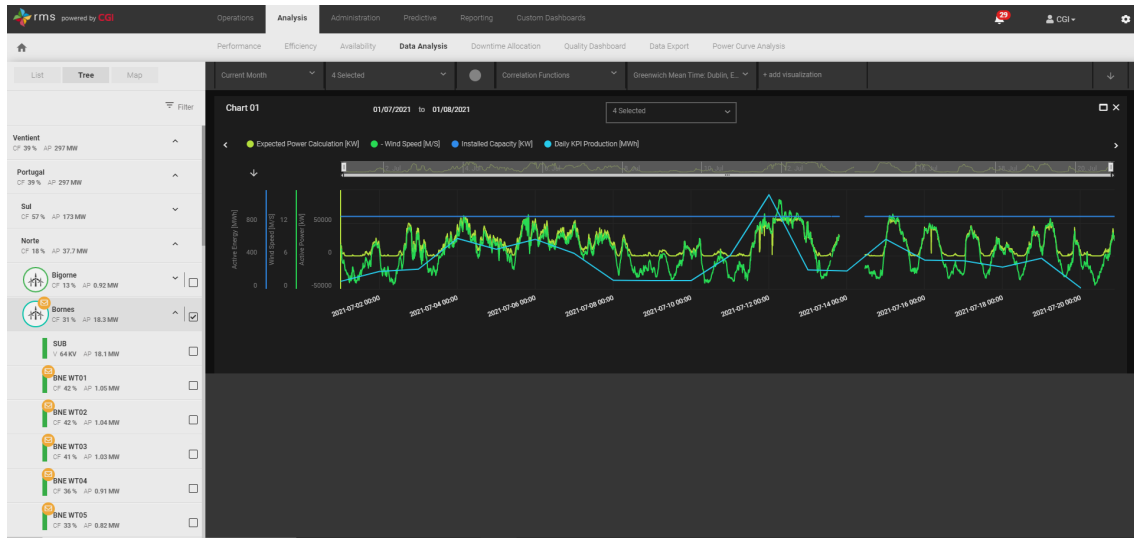 rms powered by CGI
Operations Analysis Administration Predictive Reporting Custom Dashboards
29 CGI
Performance Efficiency Availability Data Analysis Downtime Allocation Quality Dashboard Data Export Power Curve Analysis
List Tree Map
Current Month 4 Selected Correlation Functions Greenwich Mean Time: Dublin, E... + add visualization
Filter
Chart 01 01/07/2021 to 01/08/2021 4 Selected
Ventient
CF 39 % AP 297 MW
Portugal
CF 39 % AP 297 MW
Sul
CF 57 % AP 173 MW
Norte
CF 18 % AP 37.7 MW
Bigorne
CF 13 % AP 0.92 MW
Bornes
CF 31 % AP 18.3 MW
SUB
V 64 KV AP 18.1 MW
BNE WT01
CF 42 % AP 1.05 MW
BNE WT02
CF 42 % AP 1.04 MW
BNE WT03
CF 41 % AP 1.03 MW
BNE WT04
CF 36 % AP 0.91 MW
BNE WT05
CF 33 % AP 0.82 MW
Expected Power Calculation [KW] - Wind Speed [M/S] Installed Capacity [KW] Daily KPI Production [MWh]
Active Energy [MWh]
800
400
0
Wind Speed [M/S]
12
6
0
Active Power [kW]
50000
0
-50000
2021-07-02 00:00 2021-07-04 00:00 2021-07-06 00:00 2021-07-08 00:00 2021-07-10 00:00 2021-07-12 00:00 2021-07-14 00:00 2021-07-16 00:00 2021-07-18 00:00 2021-07-20 00:00